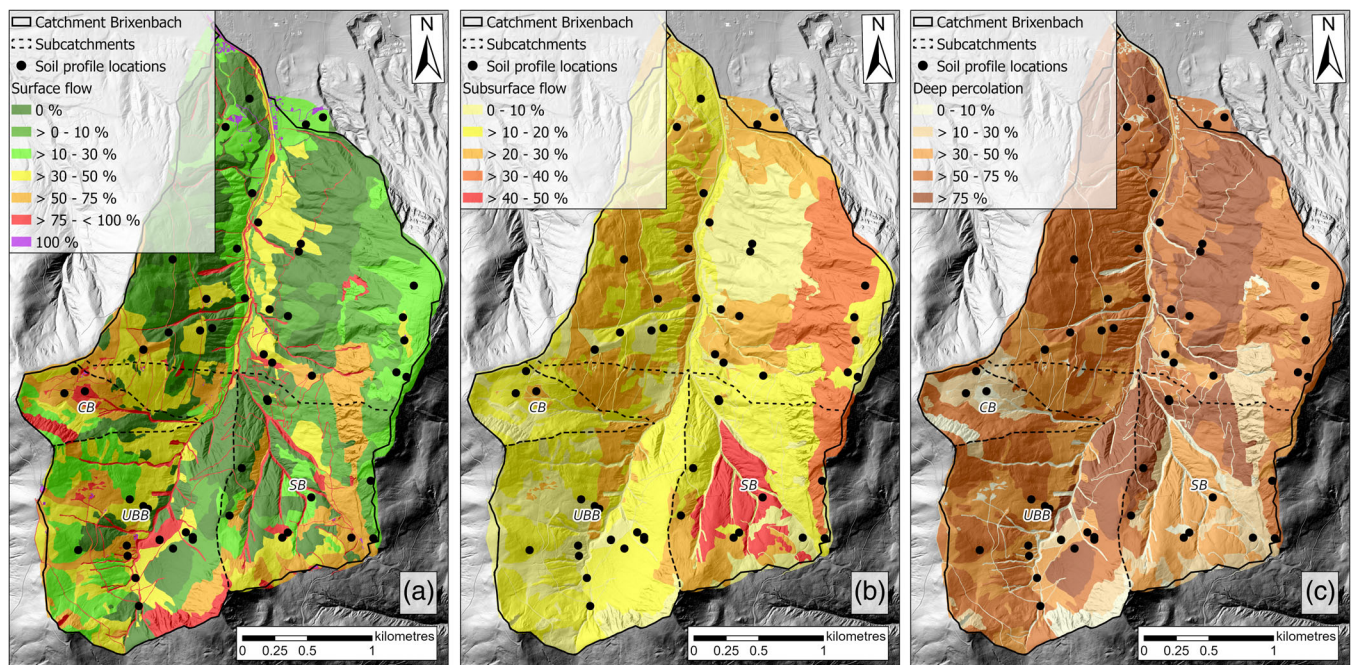 Catchment Brixenbach
Subcatchments
Soil profile locations
Surface flow
0 %
> 0 - 10 %
> 10 - 30 %
> 30 - 50 %
> 50 - 75 %
> 75 - < 100 %
100 %
N
CB
SB
UBB
(a)
kilometres
0 0.25 0.5 1
Catchment Brixenbach
Subcatchments
Soil profile locations
Subsurface flow
0 - 10 %
> 10 - 20 %
> 20 - 30 %
> 30 - 40 %
> 40 - 50 %
N
CB
SB
UBB
(b)
kilometres
0 0.25 0.5 1
Catchment Brixenbach
Subcatchments
Soil profile locations
Deep percolation
0 - 10 %
> 10 - 30 %
> 30 - 50 %
> 50 - 75 %
> 75 %
N
CB
SB
UBB
(c)
kilometres
0 0.25 0.5 1